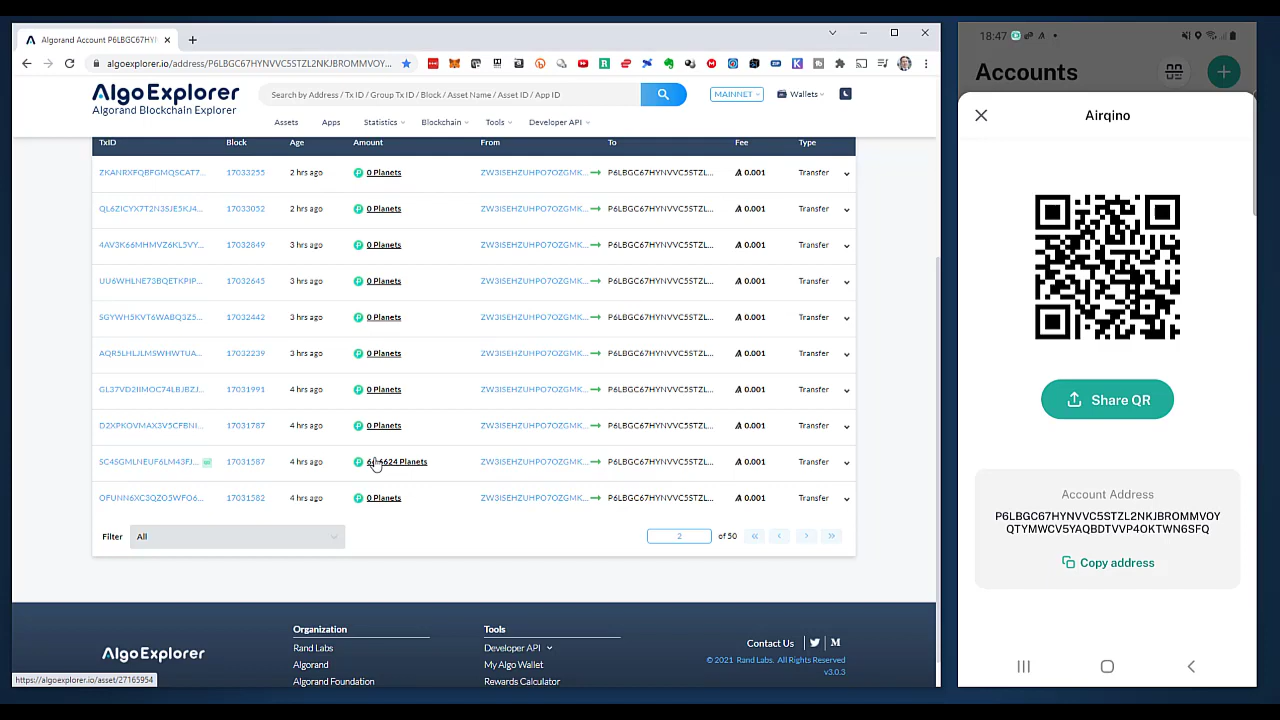 Algorand Account P6LBGC67HYN
algoexplorer.io/address/P6LBGC67HYNVVC5STZL2NKJBROMMVOY...
AlgoExplorer
Algorand Blockchain Explorer
Search by Address / Tx ID / Group Tx ID / Block / Asset Name / Asset ID / App ID
MAINNET
Wallets
Assets Apps Statistics Blockchain Tools Developer API
TxID Block Age Amount From To Fee Type
ZKANRXFQBFGMQSCAT7... 17033255 2 hrs ago 0 Planets ZW3ISEHZUHPO7OZGMK... P6LBGC67HYNVVC5STZL... 0.001 Transfer
QL6ZICYX7T2N3SJE5KJ4... 17033052 2 hrs ago 0 Planets ZW3ISEHZUHPO7OZGMK... P6LBGC67HYNVVC5STZL... 0.001 Transfer
4AV3K66MHMVZ6KL5VY... 17032849 3 hrs ago 0 Planets ZW3ISEHZUHPO7OZGMK... P6LBGC67HYNVVC5STZL... 0.001 Transfer
UU6WHLNE73BQETKPIP... 17032645 3 hrs ago 0 Planets ZW3ISEHZUHPO7OZGMK... P6LBGC67HYNVVC5STZL... 0.001 Transfer
SGYWH5KVT6WABQ3Z5... 17032442 3 hrs ago 0 Planets ZW3ISEHZUHPO7OZGMK... P6LBGC67HYNVVC5STZL... 0.001 Transfer
AQR5LHLJLMSWHWTUA... 17032239 3 hrs ago 0 Planets ZW3ISEHZUHPO7OZGMK... P6LBGC67HYNVVC5STZL... 0.001 Transfer
GL37VD2IIMOC74LBJBZJ... 17031991 4 hrs ago 0 Planets ZW3ISEHZUHPO7OZGMK... P6LBGC67HYNVVC5STZL... 0.001 Transfer
D2XPKOVMAX3V5CFBNI... 17031787 4 hrs ago 0 Planets ZW3ISEHZUHPO7OZGMK... P6LBGC67HYNVVC5STZL... 0.001 Transfer
SC4SGMLNEUF6LM43FJ... 17031587 4 hrs ago Planets ZW3ISEHZUHPO7OZGMK... P6LBGC67HYNVVC5STZL... 0.001 Transfer
OFUNN6XC3QZO5WFO6... 17031582 4 hrs ago 0 Planets ZW3ISEHZUHPO7OZGMK... P6LBGC67HYNVVC5STZL... 0.001 Transfer
Filter All 2 of 50 « ‹ › »
AlgoExplorer
Organization
Rand Labs
Algorand
Algorand Foundation
Tools
Developer API
My Algo Wallet
Rewards Calculator
Contact Us
© 2021 Rand Labs. All Rights Reserved
v3.0.3
https://algoexplorer.io/asset/27165954
18:47
Accounts
Airqino
Share QR
Account Address
P6LBGC67HYNVVC5STZL2NKJBROMMVOY
QTYMWCV5YAQBDTVVP4OKTWN6SFQ
Copy address